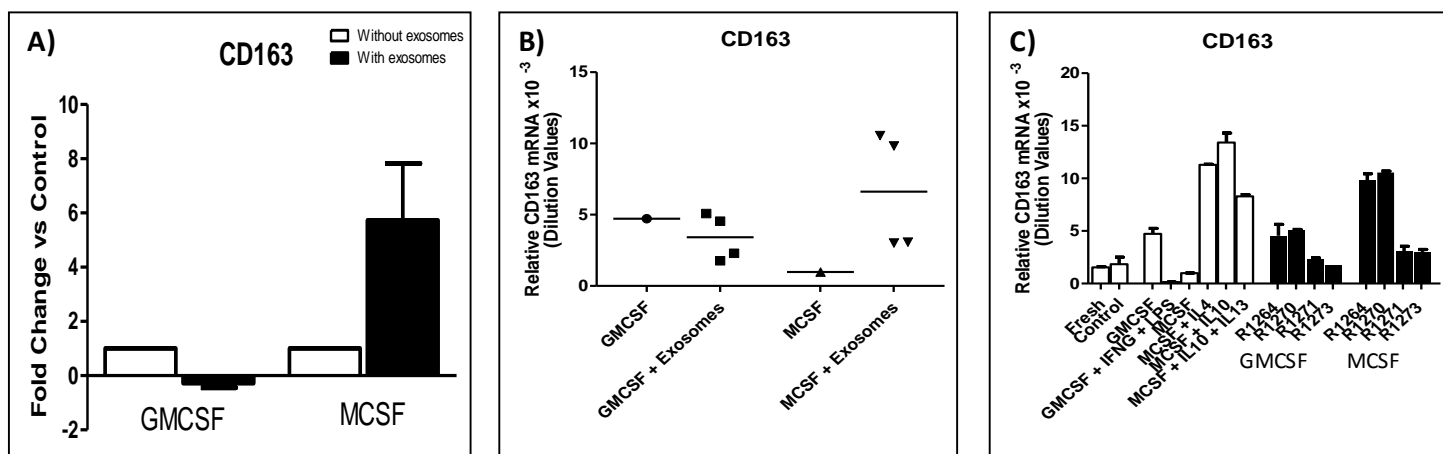 A)
CD163
Without exosomes
With exosomes
Fold Change vs Control
10
8
6
4
2
0
-2
GMCSF
MCSF
B)
CD163
Relative CD163 mRNA x10 -3
(Dilution Values)
15
10
5
0
GMCSF
GMCSF + Exosomes
MCSF
MCSF + Exosomes
C)
CD163
Relative CD163 mRNA x10 -3
(Dilution Values)
20
15
10
5
0
Fresh
Control
GMCSF
GMCSF + IFNG + LPS
MCSF
MCSF + IL4
MCSF + IL10
MCSF + IL10 + IL13
R1264
R1270
R1271
R1273
R1264
R1270
R1271
R1273
GMCSF
MCSF